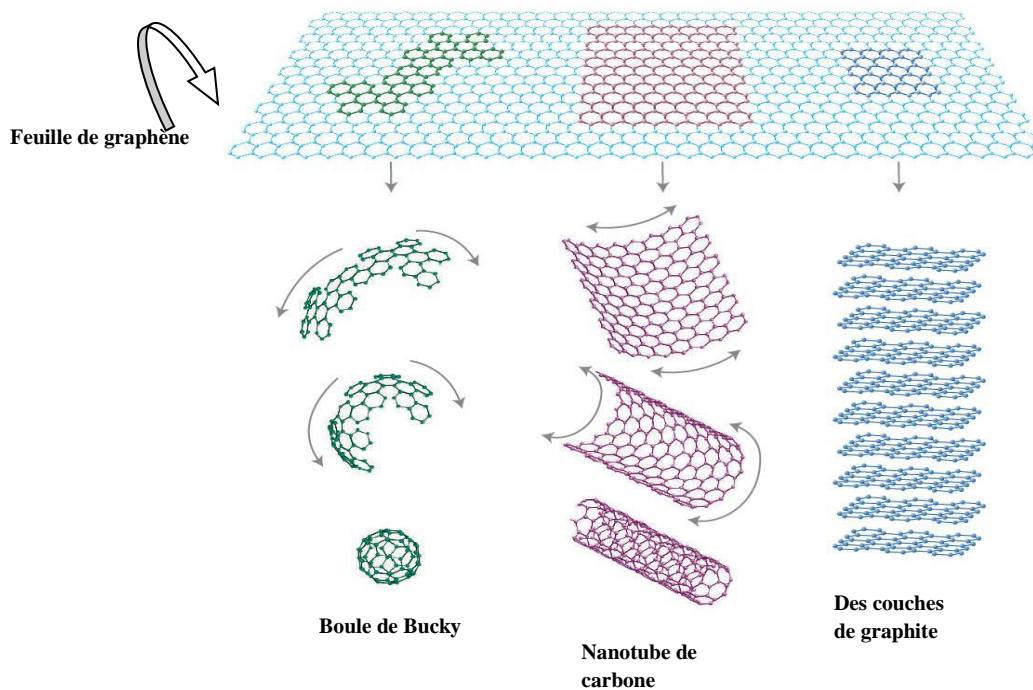 Feuille de graphène
Boule de Bucky
Nanotube de
carbone
Des couches
de graphite